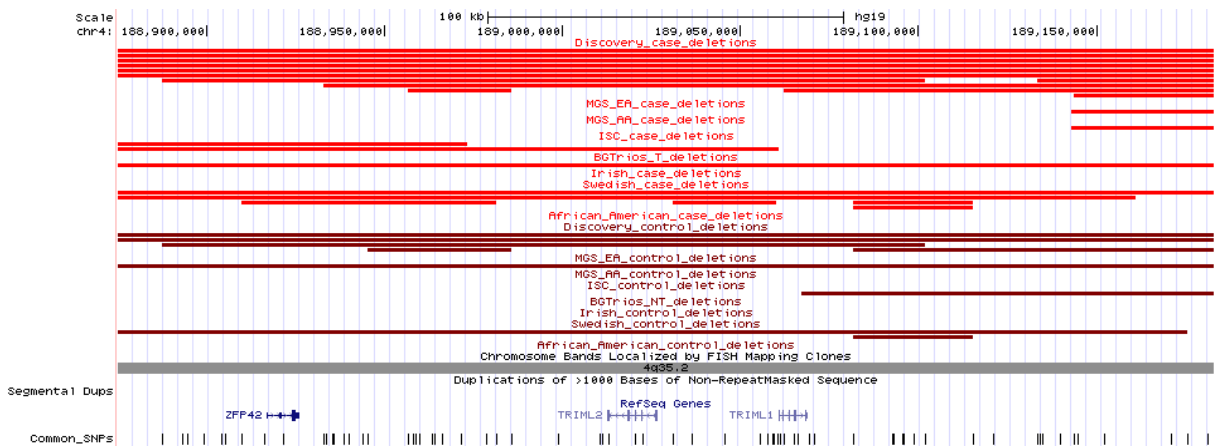 Scale 100 kb hg19
chr4: 188,900,000 188,950,000 189,000,000 189,050,000 189,100,000 189,150,000
Discovery_case_deletions
MGS_EA_case_deletions
MGS_AA_case_deletions
ISC_case_deletions
BGTrios_T_deletions
Irish_case_deletions
Swedish_case_deletions
African_American_case_deletions
Discovery_control_deletions
MGS_EA_control_deletions
MGS_AA_control_deletions
ISC_control_deletions
BGTrios_NT_deletions
Irish_control_deletions
Swedish_control_deletions
African_American_control_deletions
Chromosome Bands Localized by FISH Mapping Clones
4q35.2
Duplications of >1000 Bases of Non-RepeatMasked Sequence
Segmental Dups
RefSeq Genes
ZFP42 TRIML2 TRIML1
Common_SNPs